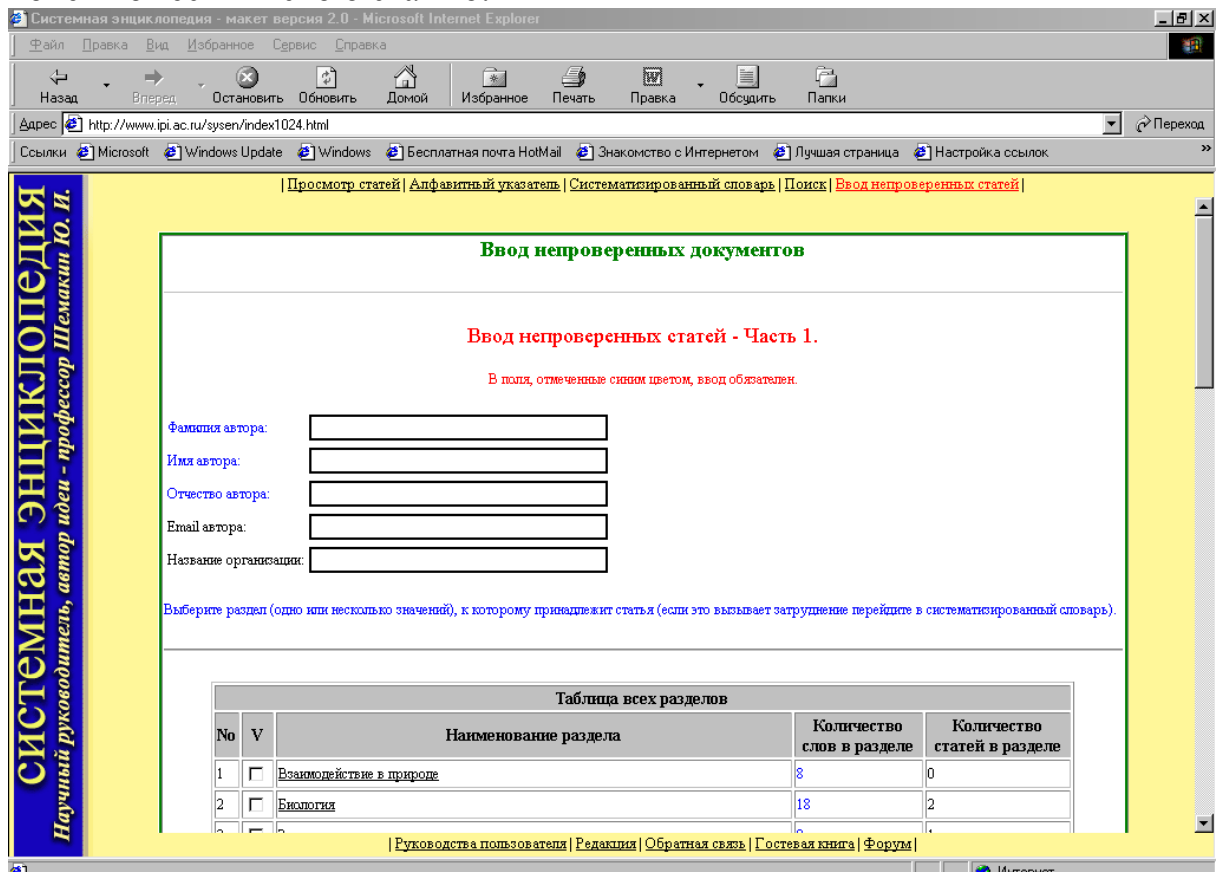 Системная энциклопедия - макет версия 2.0 - Microsoft Internet Explorer
Файл Правка Вид Избранное Сервис Справка
Назад Вперед Остановить Обновить Домой Избранное Печать Правка Обсудить Папки
Адрес http://www.ipi.ac.ru/sysen/index1024.html Переход
Ссылки Microsoft Windows Update Windows Бесплатная почта HotMail Знакомство с Интернетом Лучшая страница Настройка ссылок »
СИСТЕМНАЯ ЭНЦИКЛОПЕДИЯ
Научный руководитель, автор идеи - профессор Шемакин Ю. И.
| Просмотр статей | Алфавитный указатель | Систематизированный словарь | Поиск | Ввод непроверенных статей |
Ввод непроверенных документов
Ввод непроверенных статей - Часть 1.
В поля, отмеченные синим цветом, ввод обязателен.
Фамилия автора:
Имя автора:
Отчество автора:
Email автора:
Название организации:
Выберите раздел (одно или несколько значений), к которому принадлежит статья (если это вызывает затруднение перейдите в систематизированный словарь).
Таблица всех разделов
No V Наименование раздела Количество слов в разделе Количество статей в разделе
1 Взаимодействие в природе 8 0
2 Биология 18 2
| Руководства пользователя | Редакция | Обратная связь | Гостевая книга | Форум |
Интернет